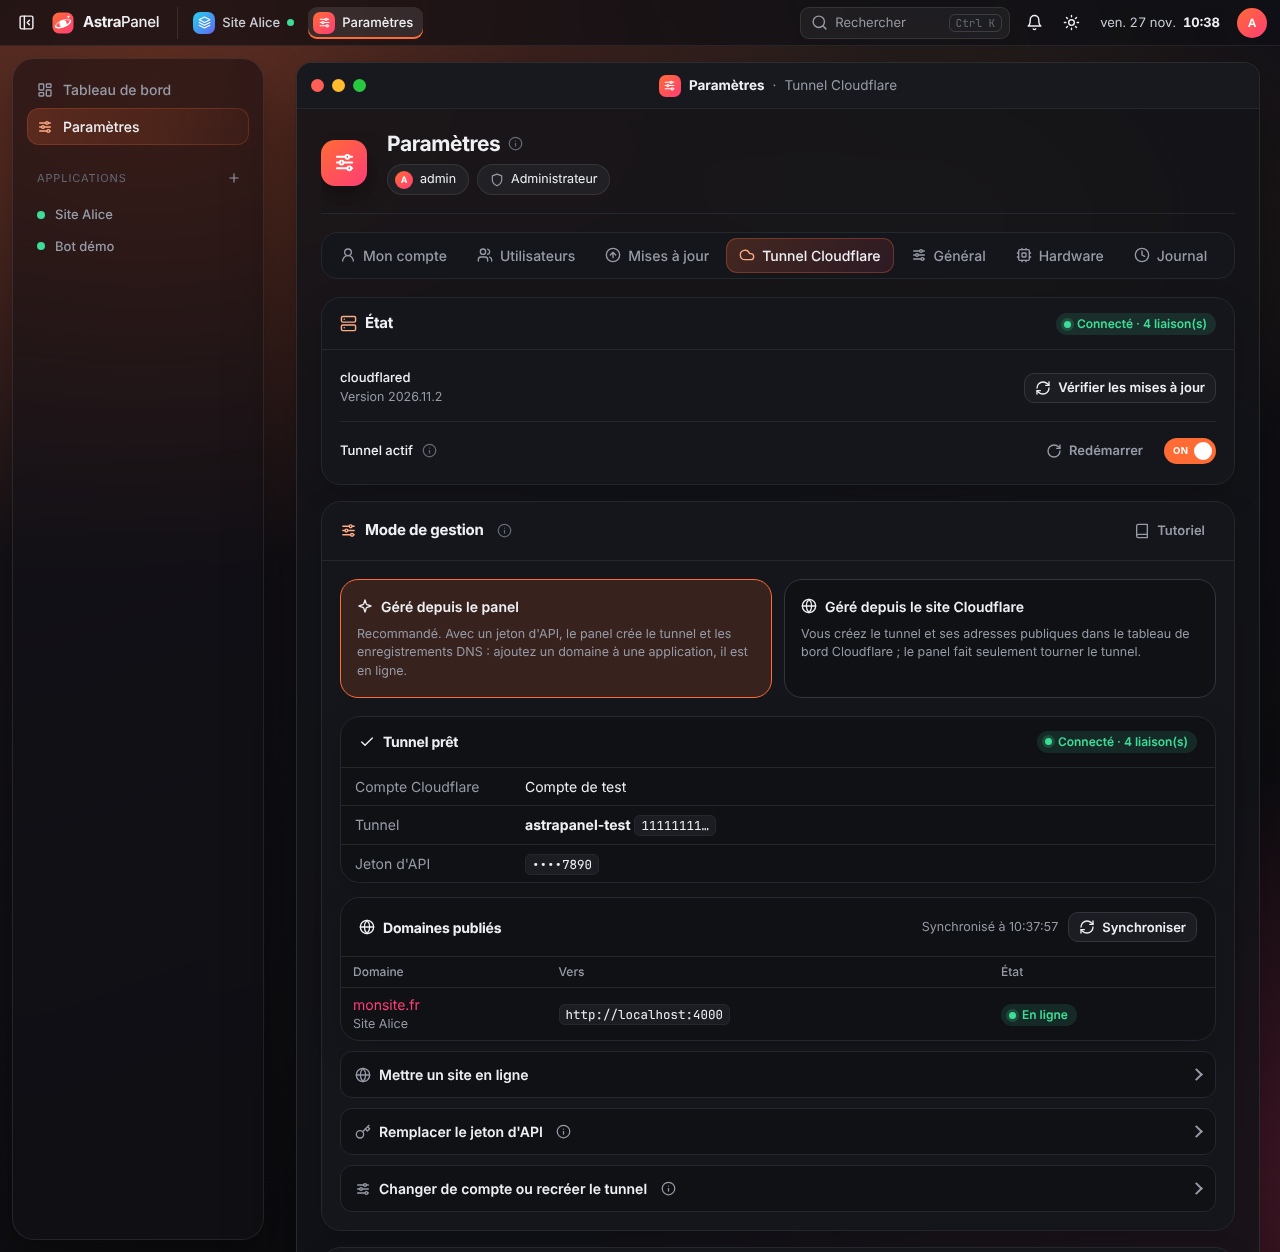 AstraPanel
Site Alice
Paramètres
Rechercher
Ctrl K
ven. 27 nov. 10:38
A
Tableau de bord
Paramètres
APPLICATIONS
Site Alice
Bot démo
Paramètres · Tunnel Cloudflare
Paramètres
A admin
Administrateur
Mon compte
Utilisateurs
Mises à jour
Tunnel Cloudflare
Général
Hardware
Journal
État
Connecté · 4 liaison(s)
cloudflared
Version 2026.11.2
Vérifier les mises à jour
Tunnel actif
Redémarrer
ON
Mode de gestion
Tutoriel
Géré depuis le panel
Recommandé. Avec un jeton d'API, le panel crée le tunnel et les
enregistrements DNS : ajoutez un domaine à une application, il est
en ligne.
Géré depuis le site Cloudflare
Vous créez le tunnel et ses adresses publiques dans le tableau de
bord Cloudflare ; le panel fait seulement tourner le tunnel.
Tunnel prêt
Connecté · 4 liaison(s)
Compte Cloudflare
Compte de test
Tunnel
astrapanel-test 11111111…
Jeton d'API
••••7890
Domaines publiés
Synchronisé à 10:37:57
Synchroniser
Domaine
Vers
État
monsite.fr
Site Alice
http://localhost:4000
En ligne
Mettre un site en ligne
Remplacer le jeton d'API
Changer de compte ou recréer le tunnel